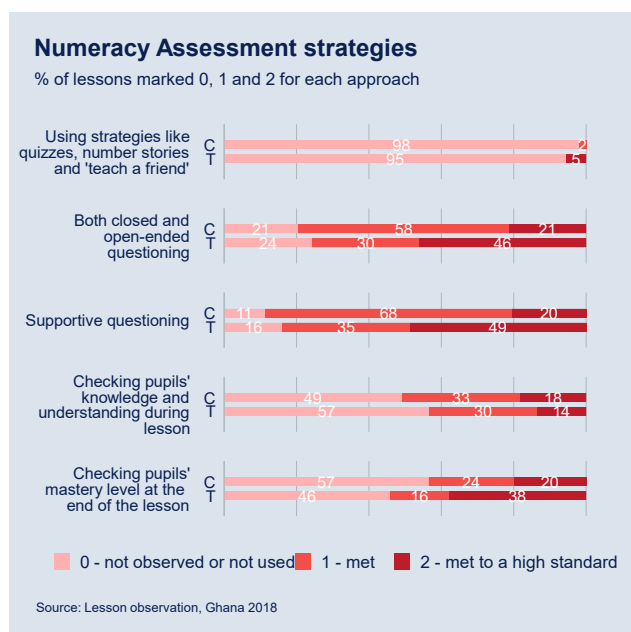 Numeracy Assessment strategies
% of lessons marked 0, 1 and 2 for each approach
Using strategies like
quizzes, number stories
and 'teach a friend'
C 98 2
T 95 5
Both closed and
open-ended
questioning
C 21 58 21
T 24 30 46
Supportive questioning
C 11 68 20
T 16 35 49
Checking pupils'
knowledge and
understanding during
lesson
C 49 33 18
T 57 30 14
Checking pupils'
mastery level at the
end of the lesson
C 57 24 20
T 46 16 38
0 - not observed or not used 1 - met 2 - met to a high standard
Source: Lesson observation, Ghana 2018